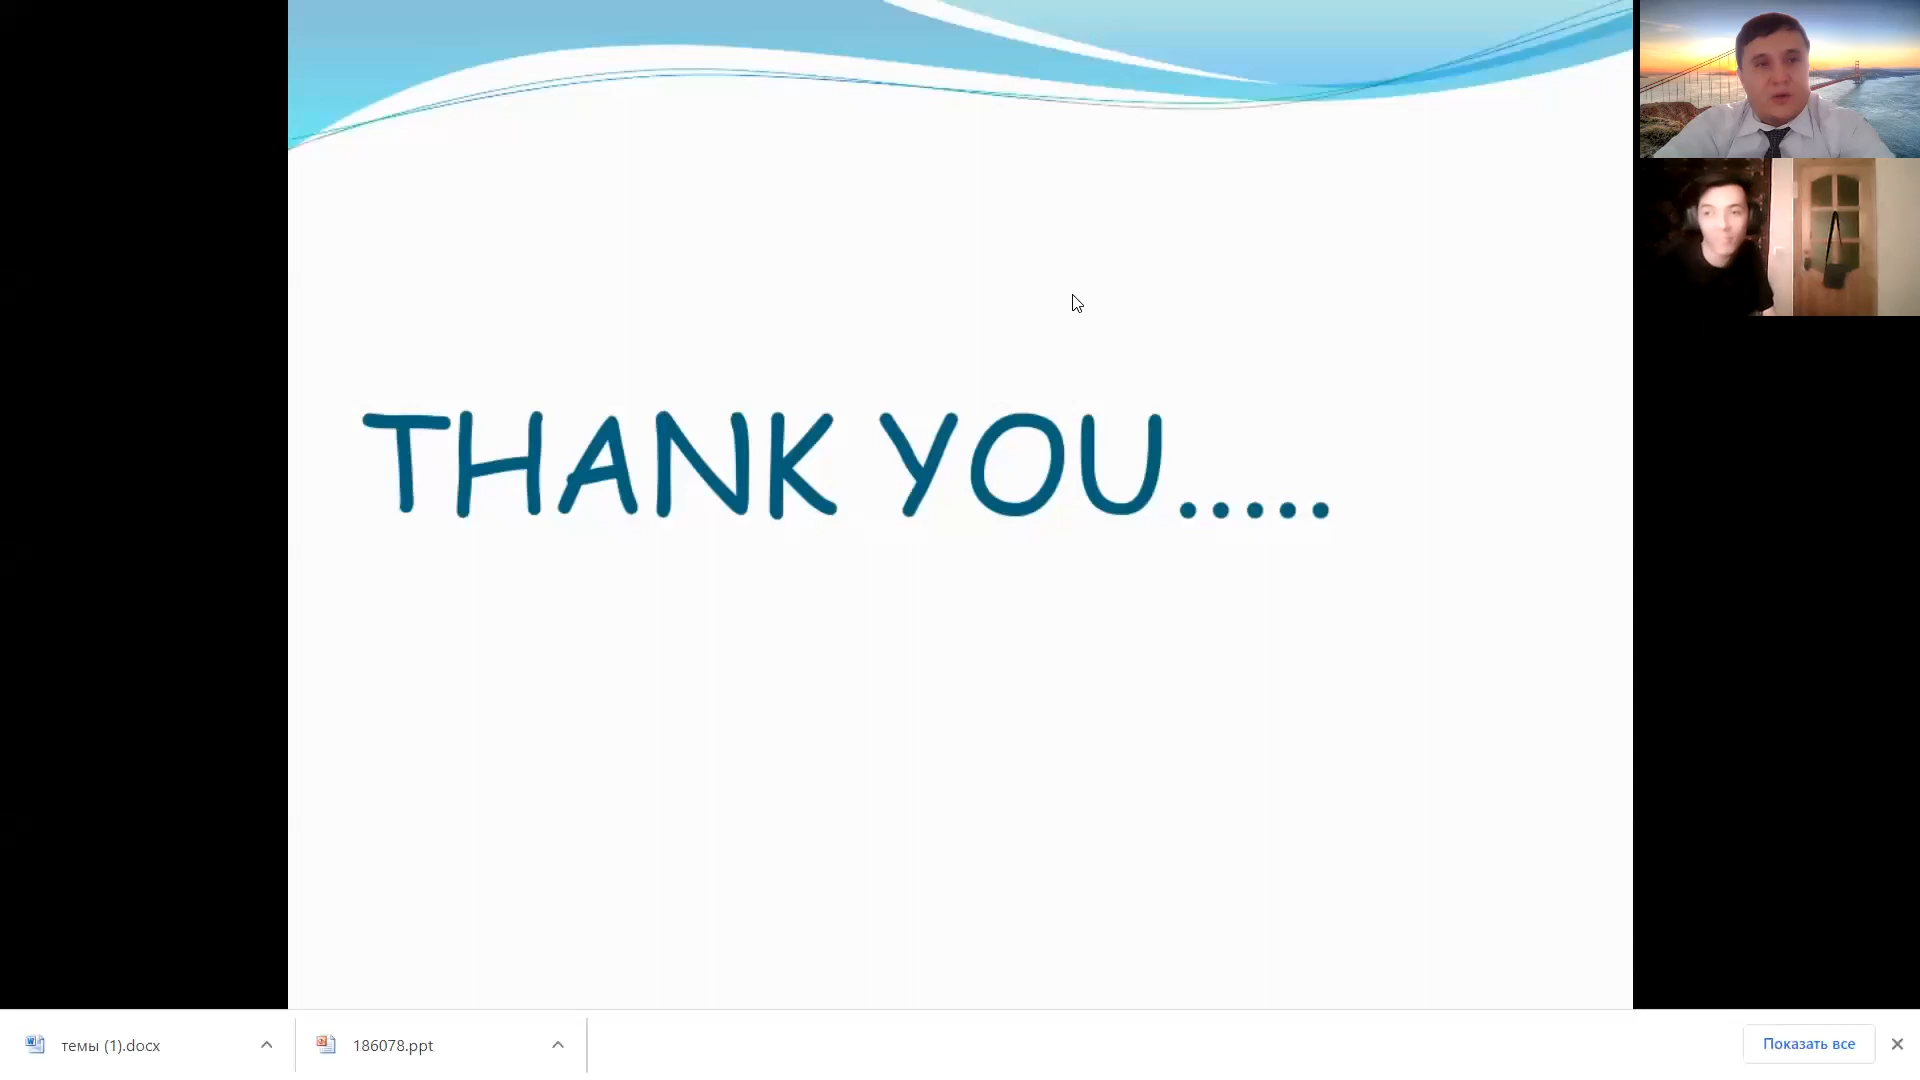 THANK YOU.....
темы (1).docx
186078.ppt
Показать все